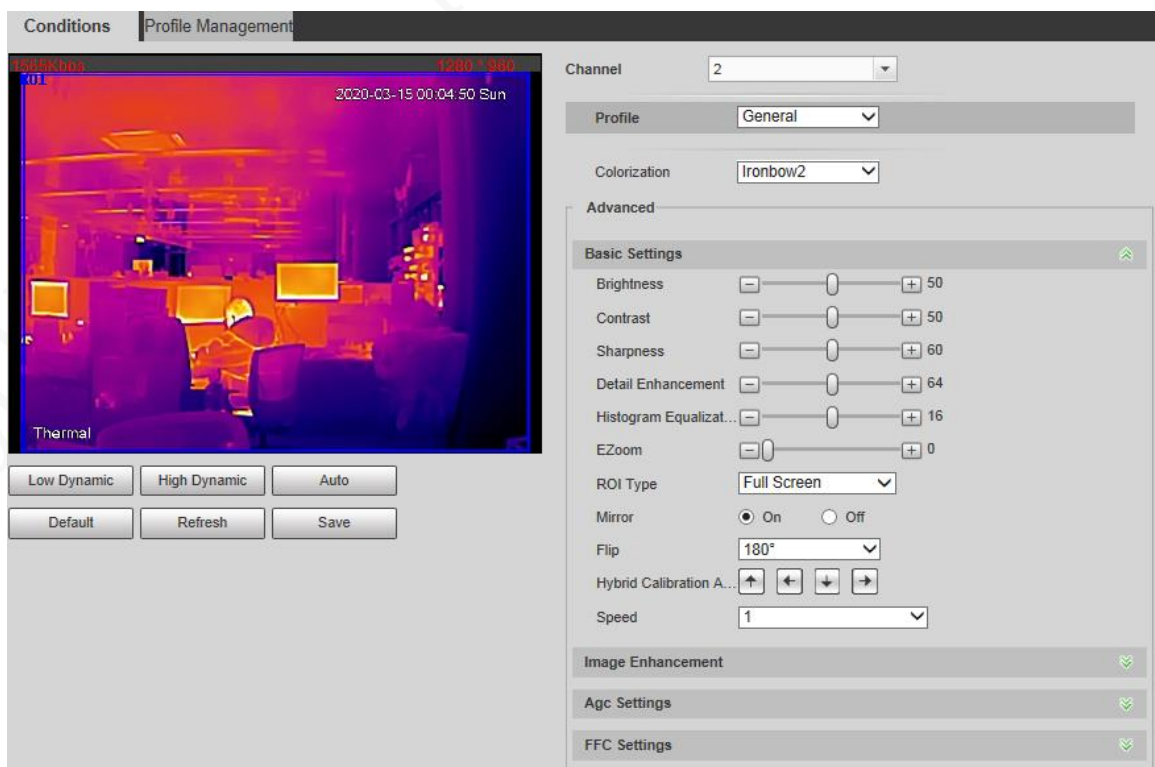 Conditions
Profile Management
1565Kbps 1280 * 960
R01
2020-03-15 00:04:50 Sun
Thermal
Low Dynamic High Dynamic Auto
Default Refresh Save
Channel 2
Profile General
Colorization Ironbow2
Advanced
Basic Settings
Brightness 50
Contrast 50
Sharpness 60
Detail Enhancement 64
Histogram Equalizat... 16
EZoom 0
ROI Type Full Screen
Mirror On Off
Flip 180°
Hybrid Calibration A...
Speed 1
Image Enhancement
Agc Settings
FFC Settings